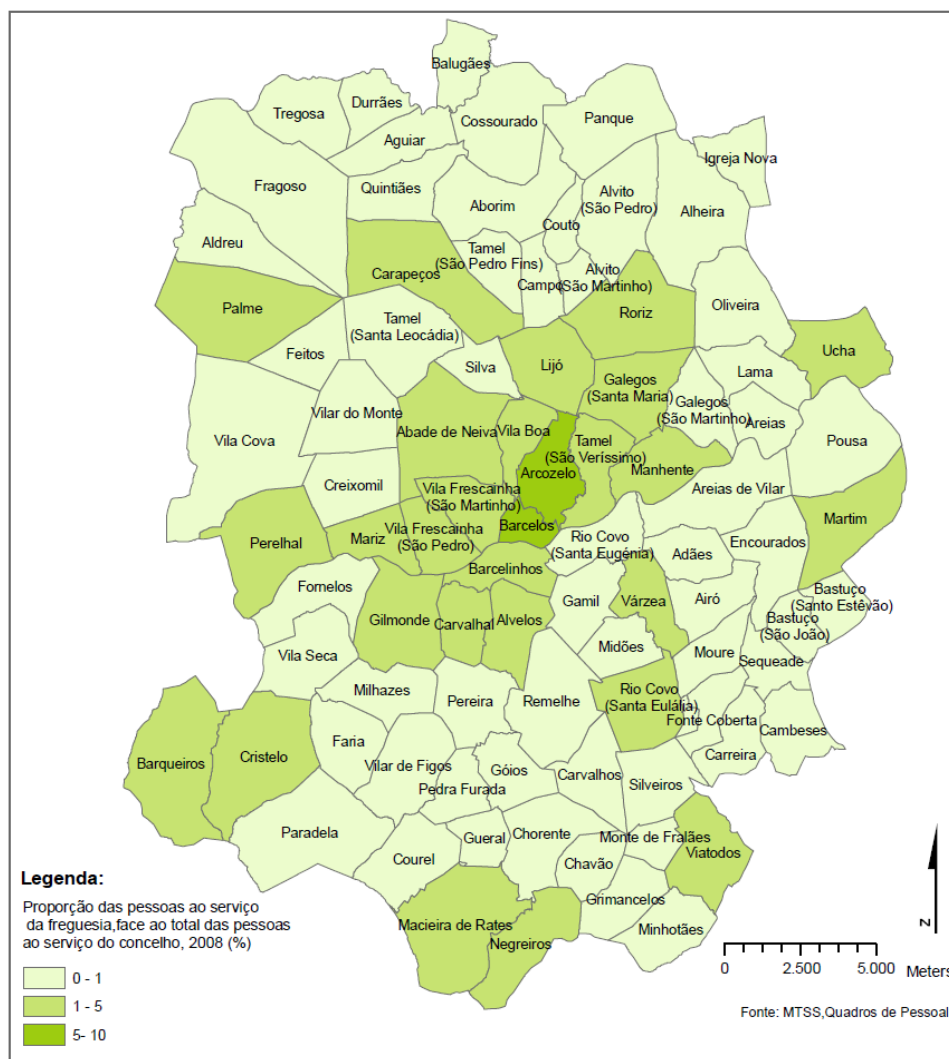 Balugães
Durrães
Tregosa
Cossourado
Panque
Aguiar
Igreja Nova
Fragoso
Quintiães
Alvito
(São Pedro)
Aborim
Alheira
Couto
Aldreu
Tamel
(São Pedro Fins)
Carapeços
Campo
Alvito
(São Martinho)
Palme
Oliveira
Roriz
Tamel
(Santa Leocádia)
Feitos
Ucha
Silva
Lijó
Lama
Galegos
(Santa Maria)
Galegos
(São Martinho)
Areias
Vilar do Monte
Vila Cova
Abade de Neiva
Vila Boa
Pousa
Tamel
(São Veríssimo)
Arcozelo
Manhente
Creixomil
Areias de Vilar
Vila Frescainha
(São Martinho)
Martim
Barcelos
Perelhal
Mariz
Vila Frescainha
(São Pedro)
Rio Covo
(Santa Eugénia)
Adães
Encourados
Barcelinhos
Fornelos
Gamil
Várzea
Airó
Bastuço
(Santo Estêvão)
Gilmonde
Carvalhal
Alvelos
Bastuço
(São João)
Midões
Moure
Vila Seca
Sequeade
Milhazes
Pereira
Remelhe
Rio Covo
(Santa Eulália)
Fonte Coberta
Cambeses
Faria
Cristelo
Barqueiros
Carreira
Vilar de Figos
Góios
Carvalhos
Pedra Furada
Silveiros
Paradela
Gueral
Chorente
Monte de Fralães
Courel
Chavão
Viatodos
Grimancelos
Macieira de Rates
Minhotães
Negreiros
Legenda:
Proporção das pessoas ao serviço
da freguesia,face ao total das pessoas
ao serviço do concelho, 2008 (%)
0 - 1
1 - 5
5- 10
Z
0 2.500 5.000
Meters
Fonte: MTSS,Quadros de Pessoal